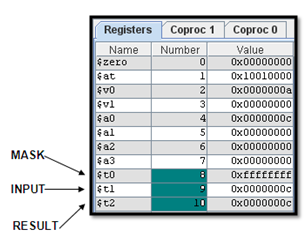 Registers Coproc 1 Coproc 0
Name Number Value
$zero 0 0x00000000
$at 1 0x10010000
$v0 2 0x0000000a
$v1 3 0x00000000
$a0 4 0x0000000c
$a1 5 0x00000000
$a2 6 0x00000000
$a3 7 0x00000000
MASK $t0 8 0xffffffff
INPUT $t1 9 0x0000000c
RESULT $t2 10 0x0000000c